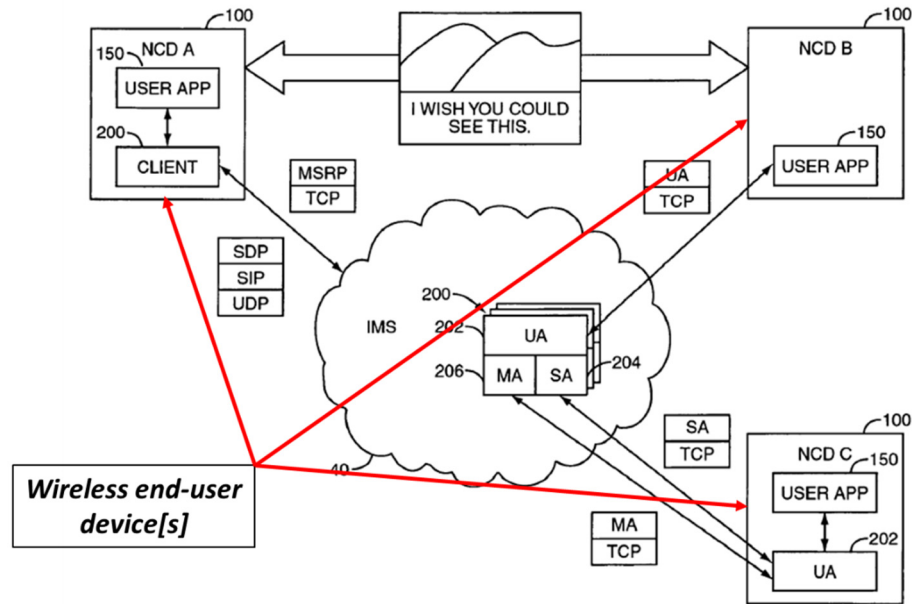 100
NCD A
150
USER APP
200
CLIENT
I WISH YOU COULD
SEE THIS.
100
NCD B
150
USER APP
MSRP
TCP
UA
TCP
SDP
SIP
UDP
IMS
200
202
UA
206
MA
SA
204
40
SA
TCP
MA
TCP
100
NCD C
150
USER APP
202
UA
Wireless end-user
device[s]